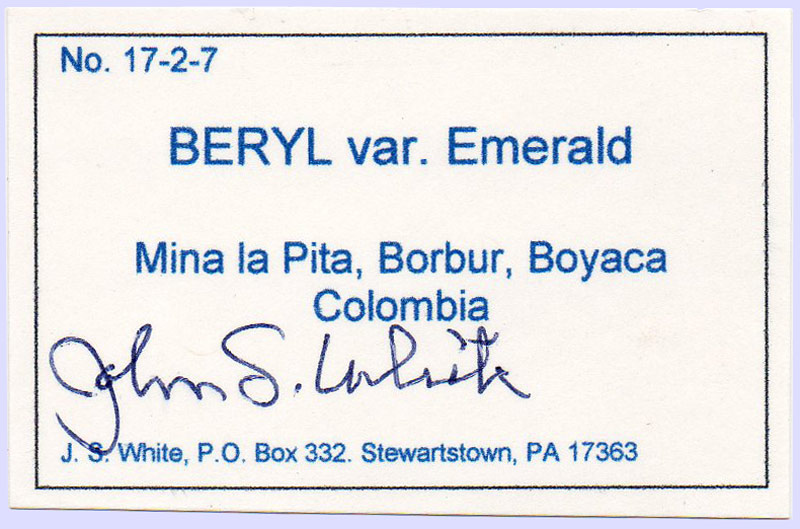 No. 17-2-7
BERYL var. Emerald
Mina la Pita, Borbur, Boyaca
Colombia
John S. White
J. S. White, P.O. Box 332. Stewartstown, PA 17363